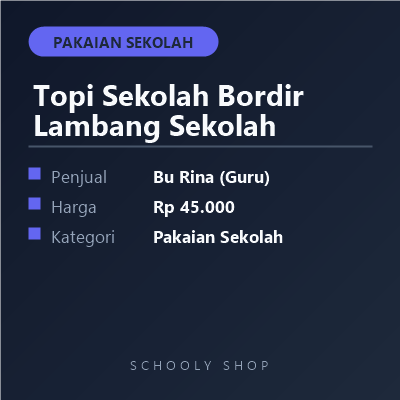 PAKAIAN SEKOLAH
Topi Sekolah Bordir
Lambang Sekolah
Penjual Bu Rina (Guru)
Harga Rp 45.000
Kategori Pakaian Sekolah
SCHOOLY SHOP